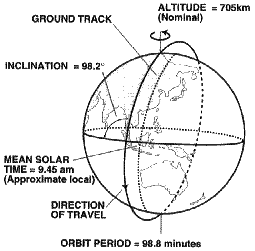 GROUND TRACK
ALTITUDE = 705km
(Nominal)
INCLINATION = 98.2°
MEAN SOLAR
TIME = 9.45 am
(Approximate local)
DIRECTION
OF TRAVEL
ORBIT PERIOD = 98.8 minutes